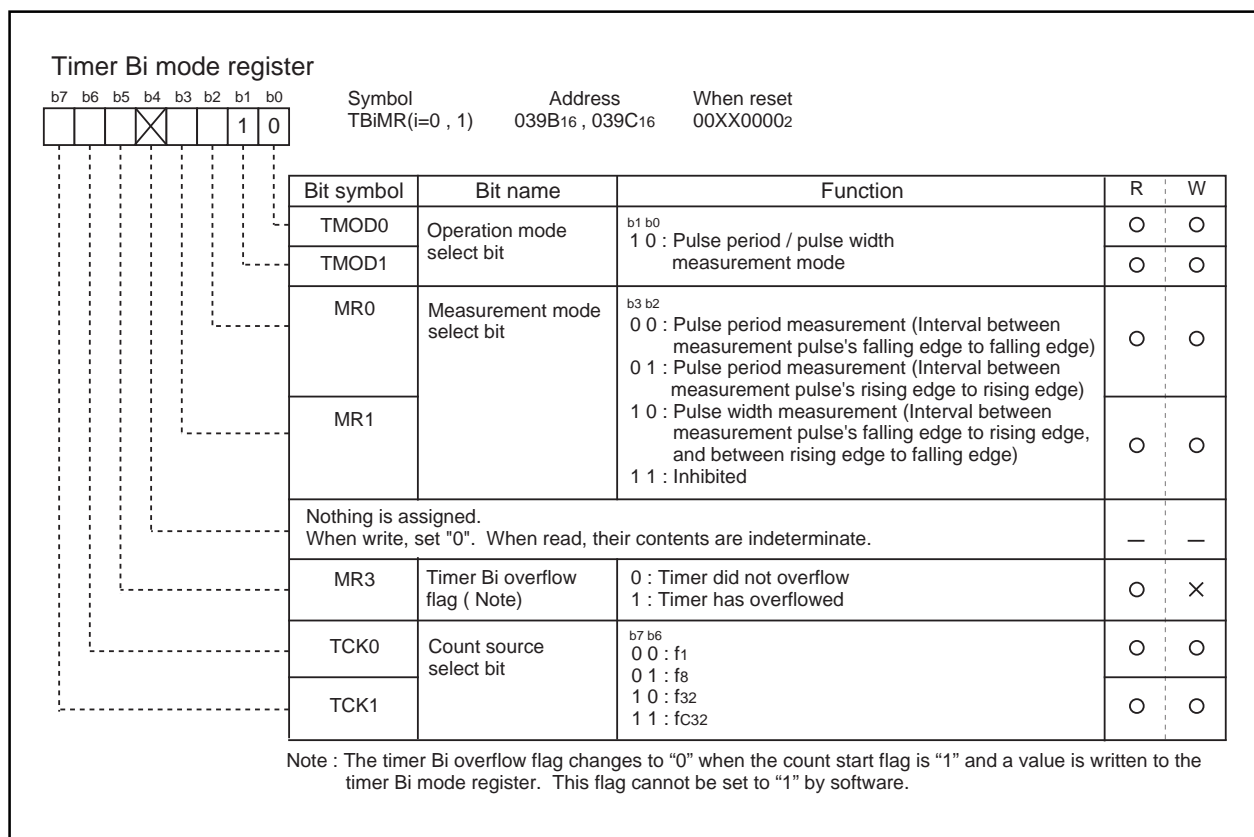 Timer Bi mode register
b7 b6 b5 b4 b3 b2 b1 b0
Symbol Address When reset
TBiMR(i=0 , 1) 039B16 , 039C16 00XX00002
1 0
Bit symbol Bit name Function R W
TMOD0 Operation mode select bit
TMOD1
b1 b0
1 0 : Pulse period / pulse width
measurement mode
MR0 Measurement mode select bit
b3 b2
0 0 : Pulse period measurement (Interval between
measurement pulse's falling edge to falling edge)
0 1 : Pulse period measurement (Interval between
measurement pulse's rising edge to rising edge)
MR1
1 0 : Pulse width measurement (Interval between
measurement pulse's falling edge to rising edge,
and between rising edge to falling edge)
1 1 : Inhibited
Nothing is assigned.
When write, set "0". When read, their contents are indeterminate.
MR3 Timer Bi overflow flag ( Note)
0 : Timer did not overflow
1 : Timer has overflowed
TCK0 Count source select bit
b7 b6
0 0 : f1
0 1 : f8
TCK1
1 0 : f32
1 1 : fC32
Note : The timer Bi overflow flag changes to “0” when the count start flag is “1” and a value is written to the
timer Bi mode register. This flag cannot be set to “1” by software.